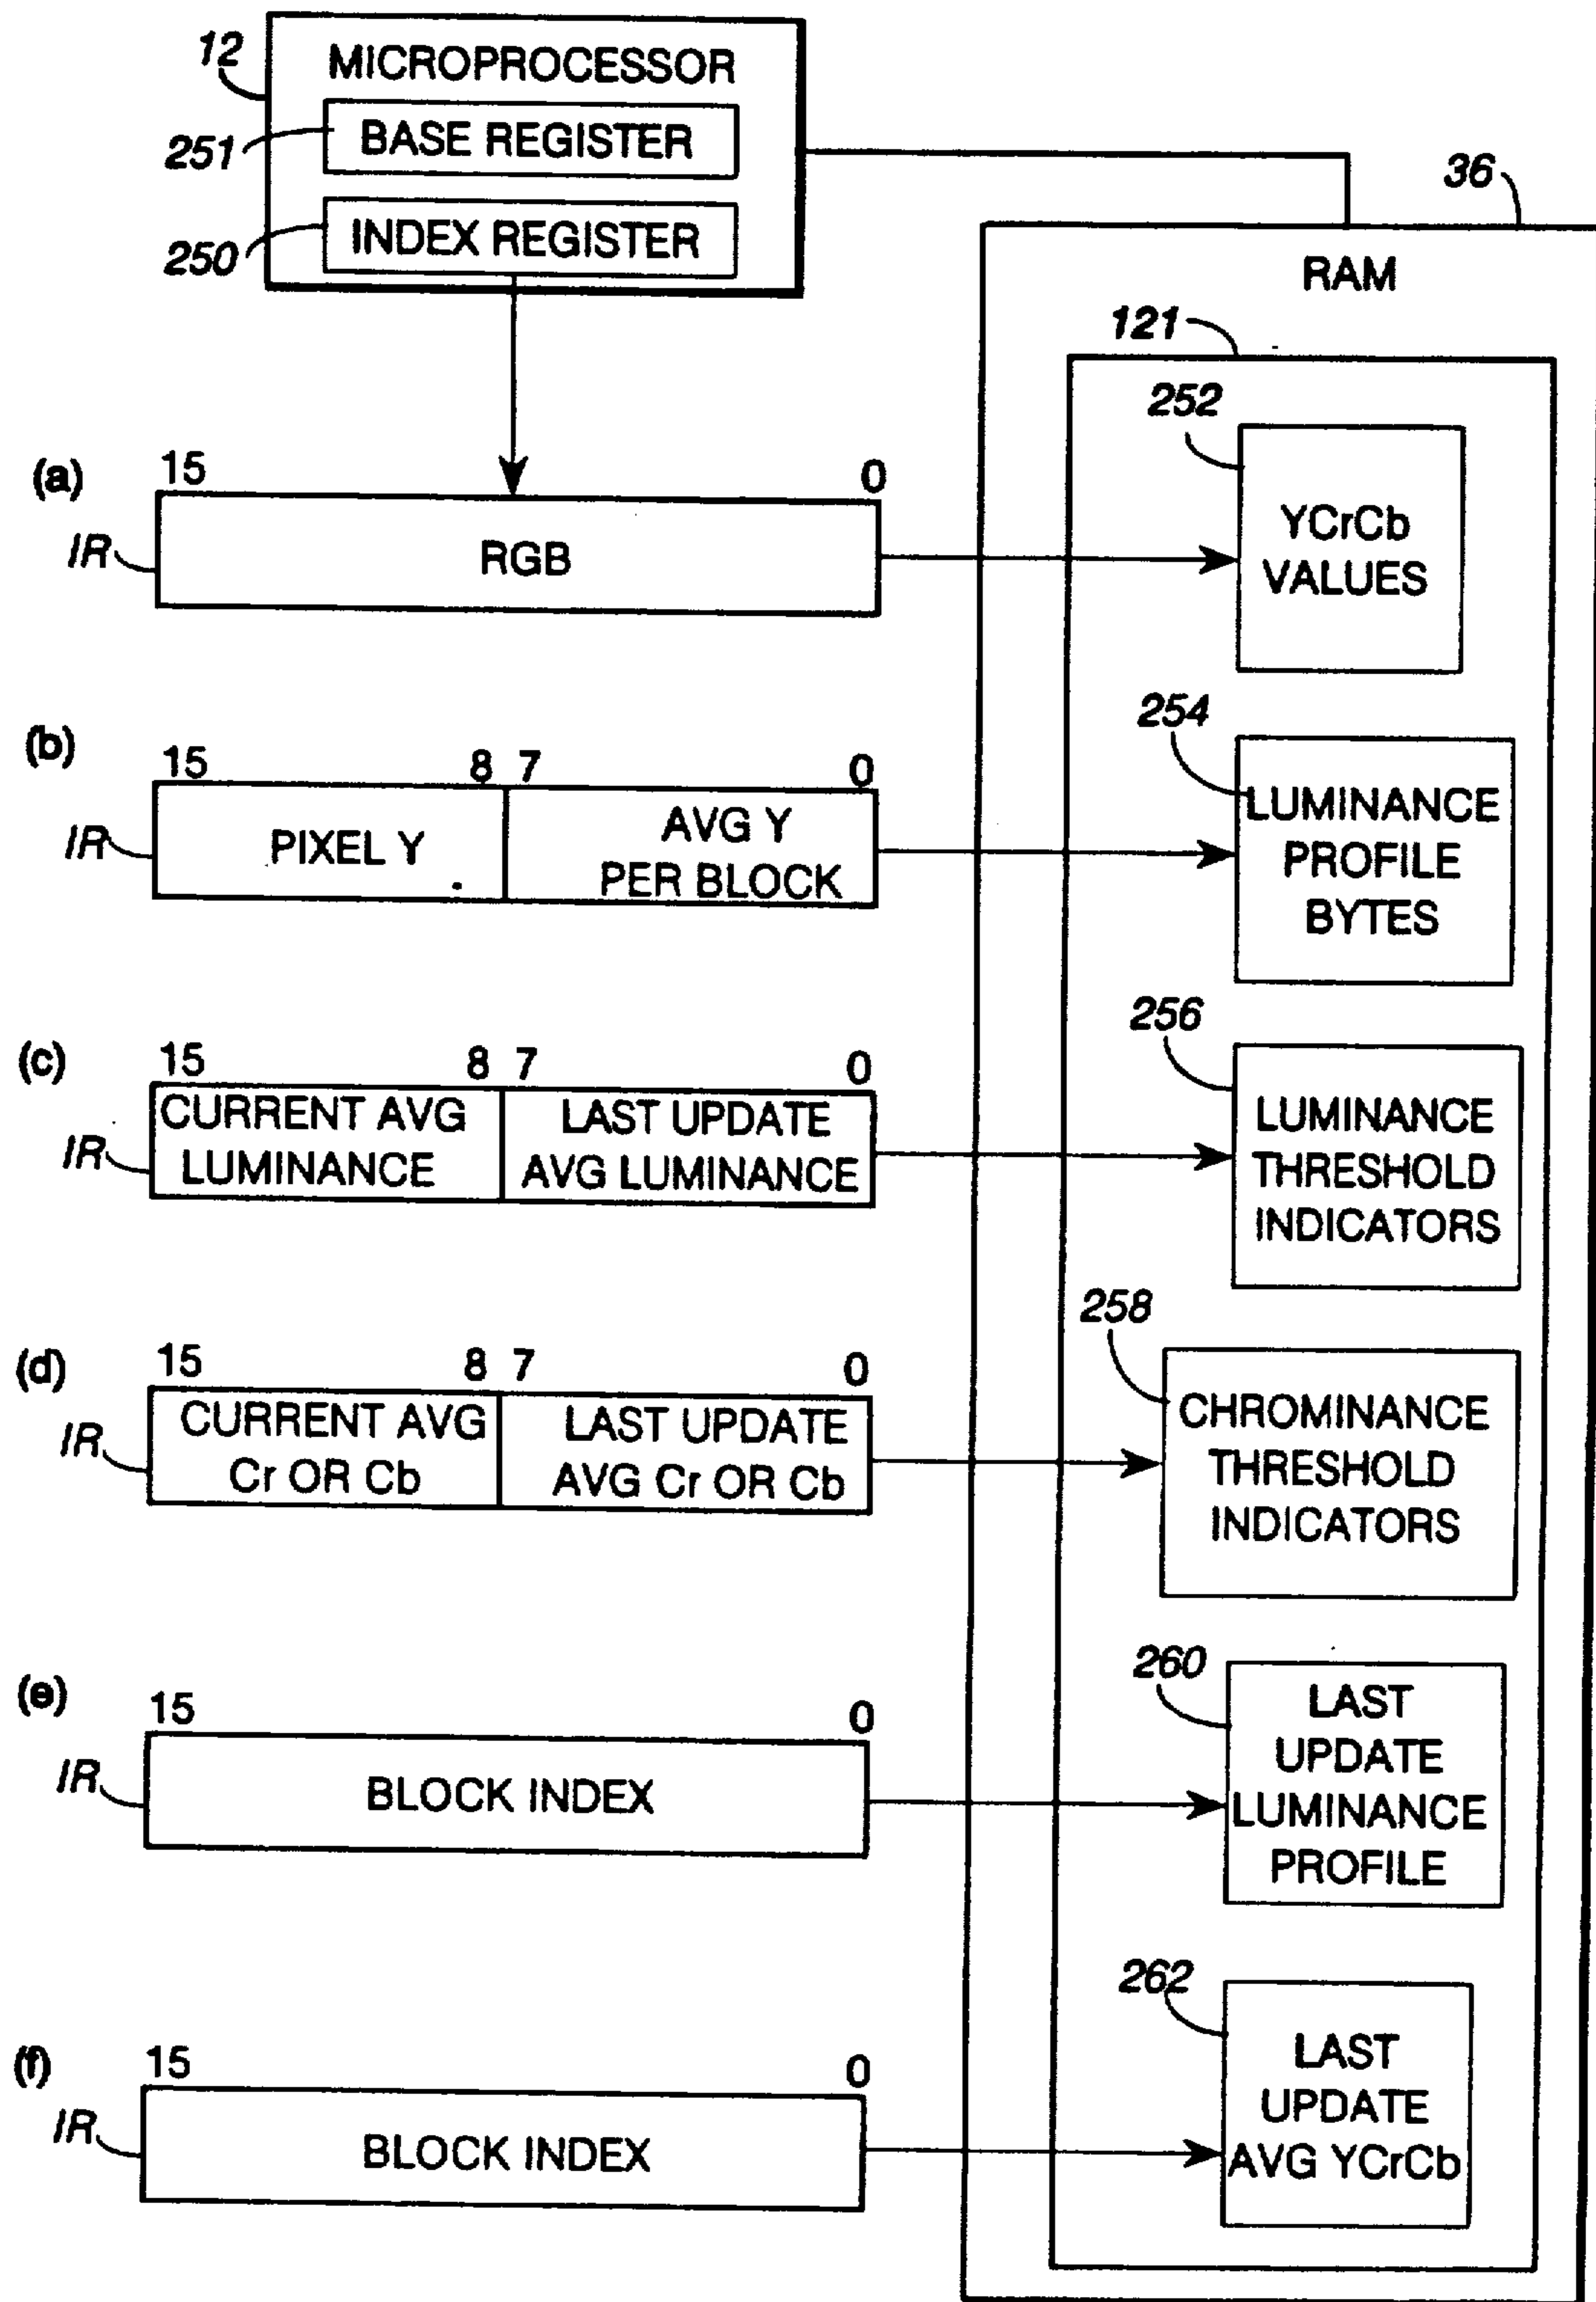 12
MICROPROCESSOR
251
BASE REGISTER
250
INDEX REGISTER
36
RAM
121
(a)
15
0
IR
RGB
252
YCrCb
VALUES
(b)
15
8
7
0
IR
PIXEL Y
AVG Y
PER BLOCK
254
LUMINANCE
PROFILE
BYTES
(c)
15
8
7
0
IR
CURRENT AVG
LUMINANCE
LAST UPDATE
AVG LUMINANCE
256
LUMINANCE
THRESHOLD
INDICATORS
(d)
15
8
7
0
IR
CURRENT AVG
Cr OR Cb
LAST UPDATE
AVG Cr OR Cb
258
CHROMINANCE
THRESHOLD
INDICATORS
(e)
15
0
IR
BLOCK INDEX
260
LAST
UPDATE
LUMINANCE
PROFILE
(f)
15
0
IR
BLOCK INDEX
262
LAST
UPDATE
AVG YCrCb